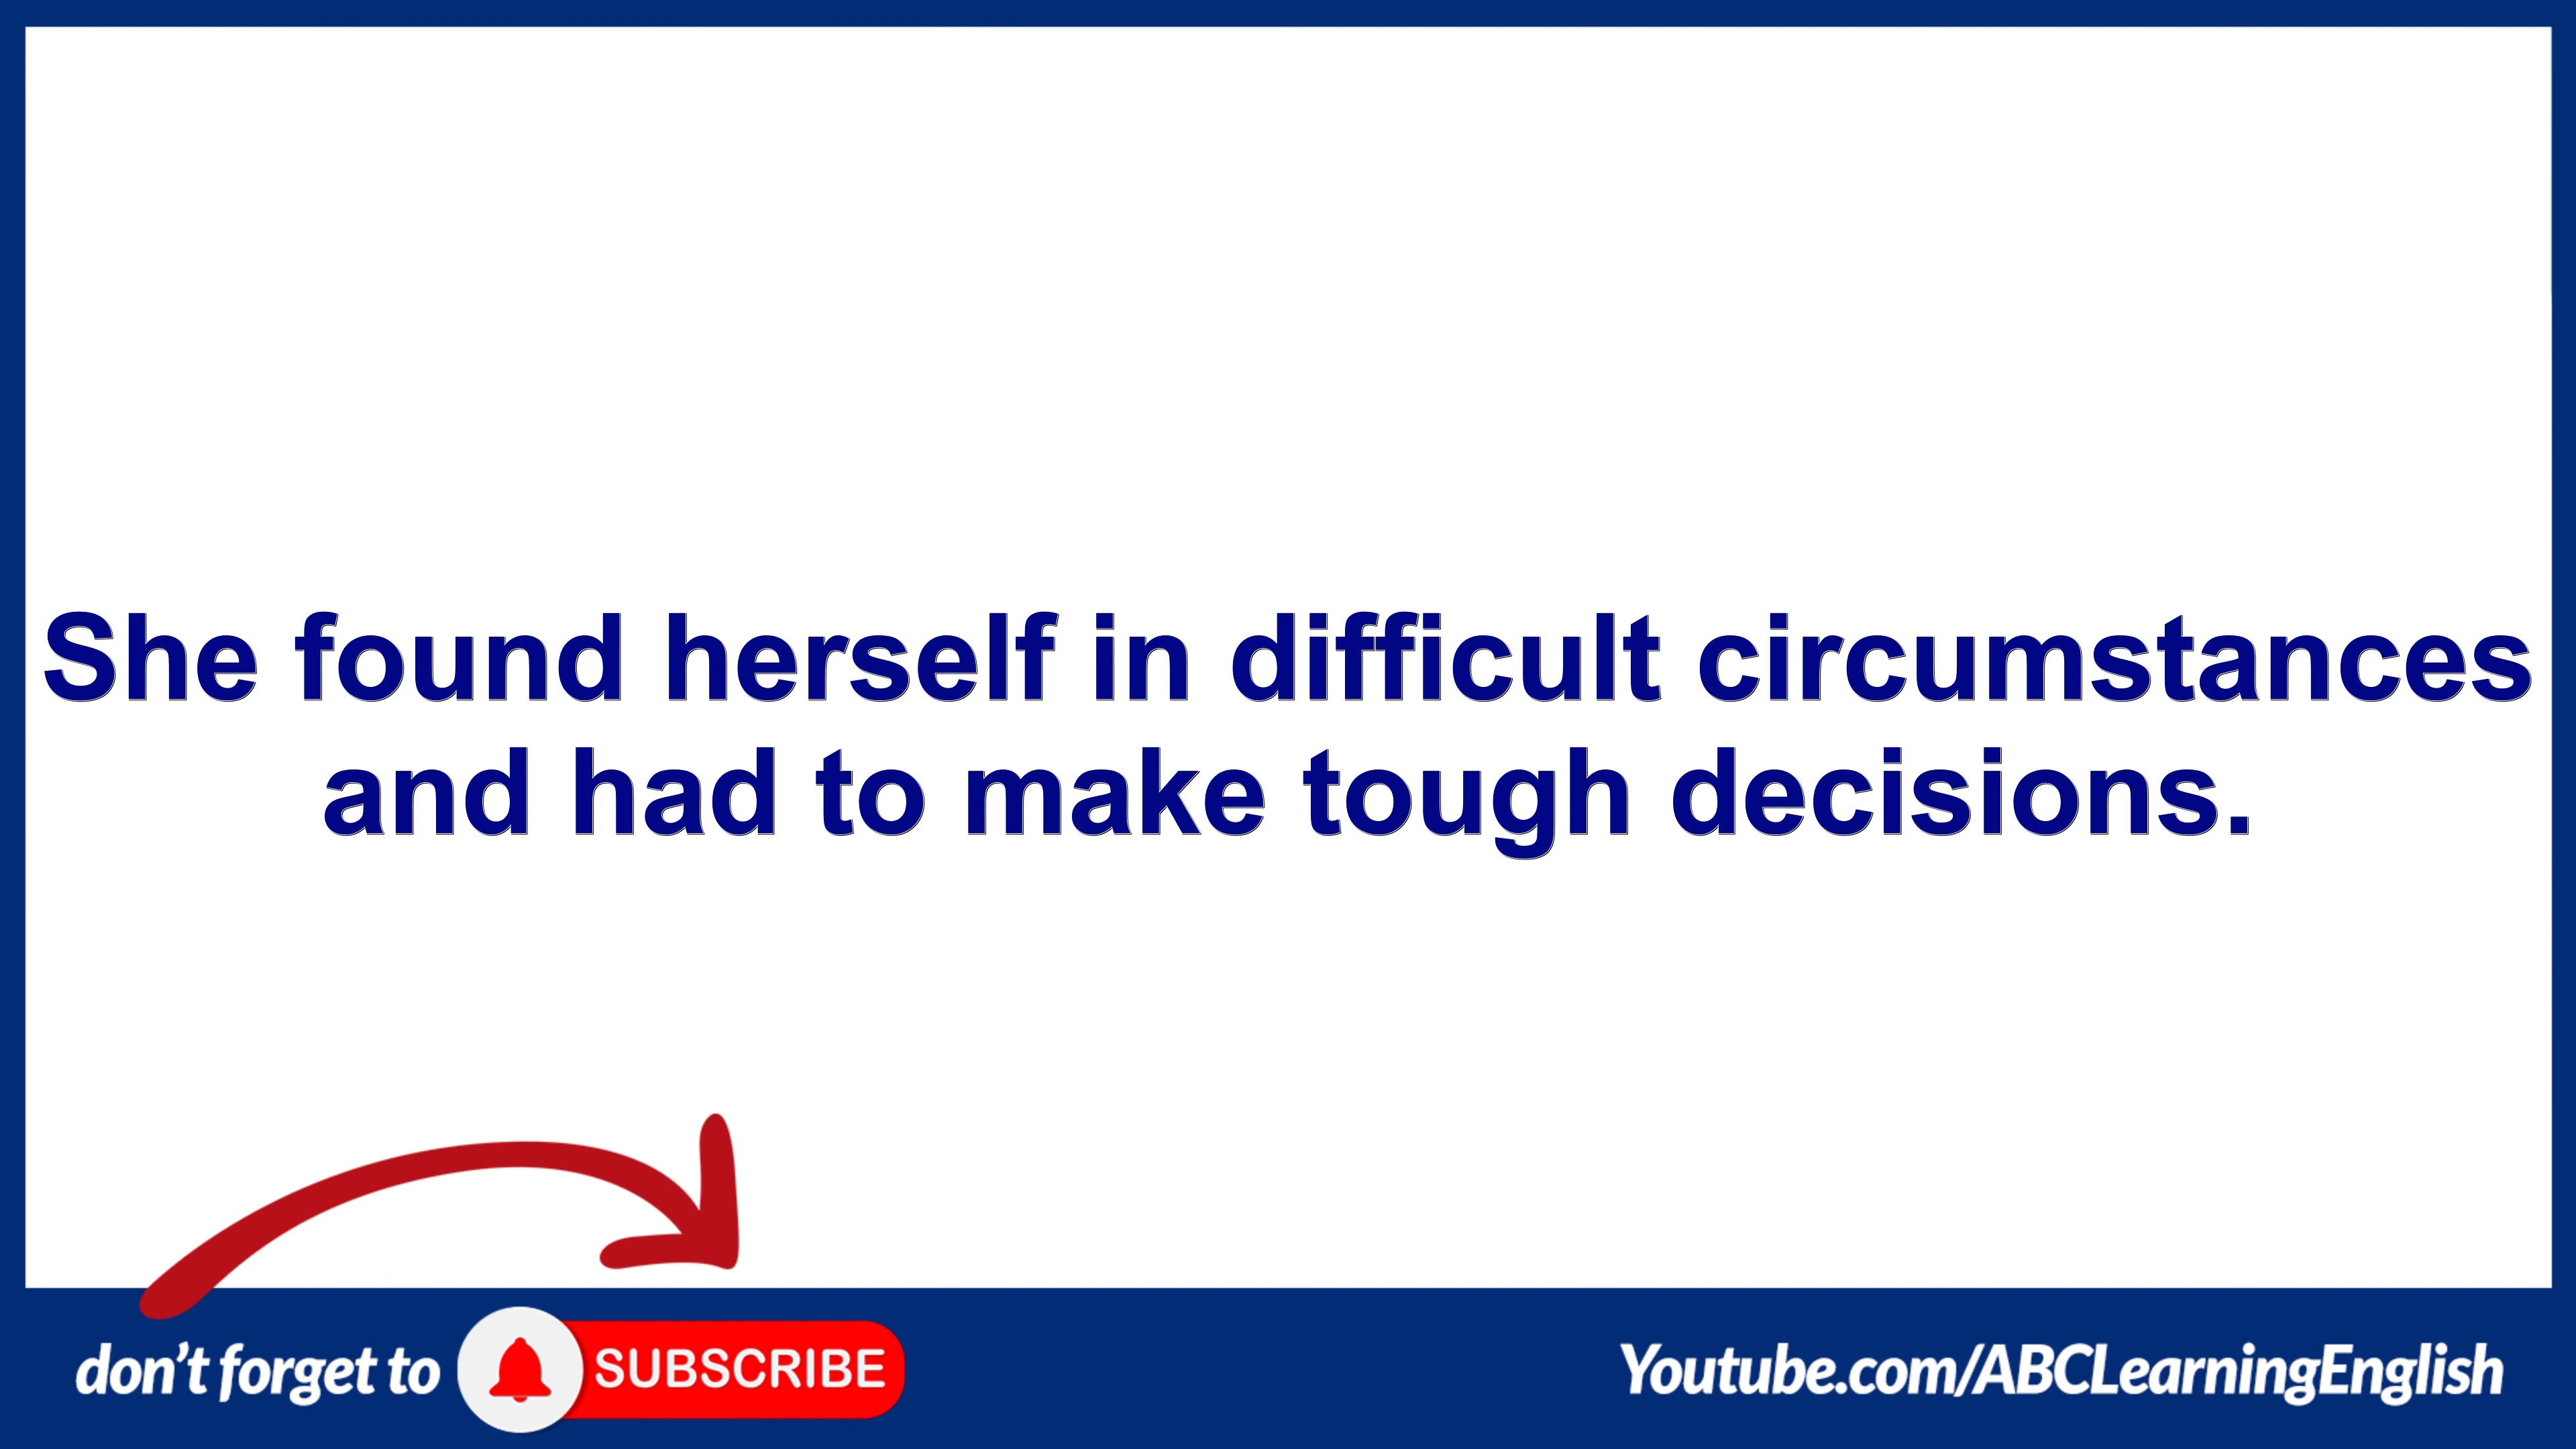 She found herself in difficult circumstances
and had to make tough decisions.
don't forget to SUBSCRIBE
Youtube.com/ABCLearningEnglish